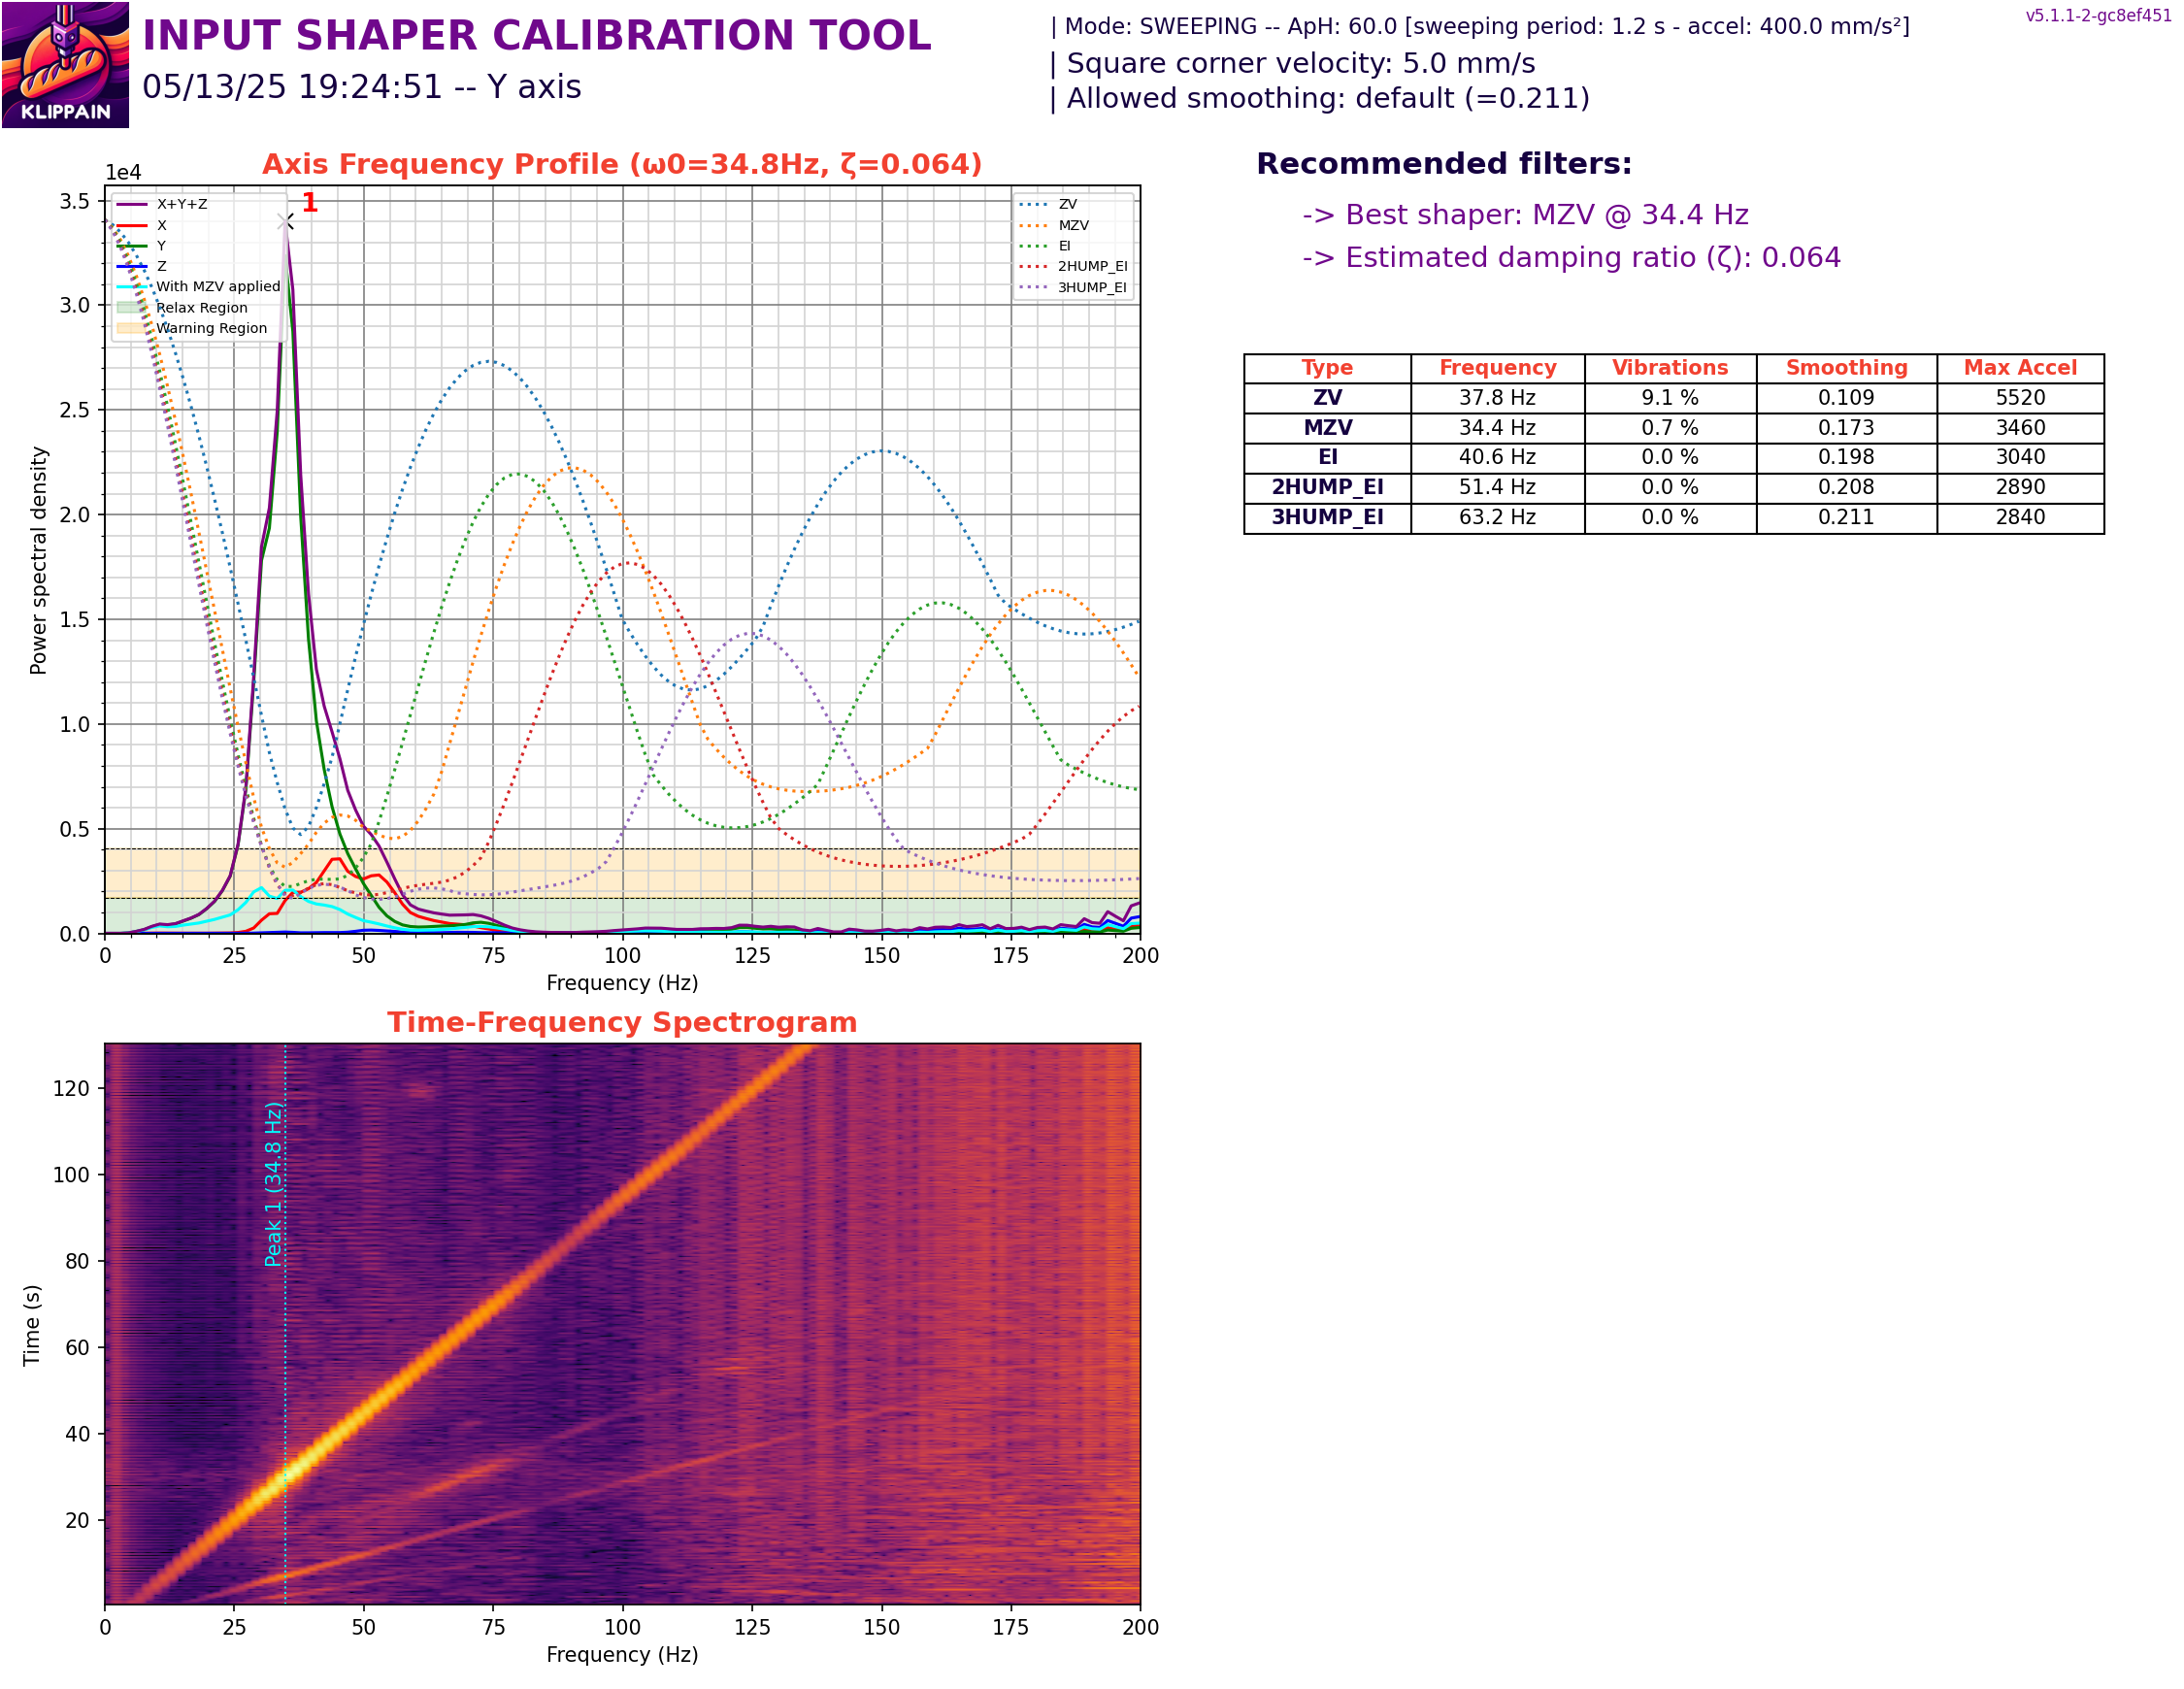 KLIPPAIN
INPUT SHAPER CALIBRATION TOOL
05/13/25 19:24:51 -- Y axis
| Mode: SWEEPING -- ApH: 60.0 [sweeping period: 1.2 s - accel: 400.0 mm/s²]
| Square corner velocity: 5.0 mm/s
| Allowed smoothing: default (=0.211)
v5.1.1-2-gc8ef451
Axis Frequency Profile (ω0=34.8Hz, ζ=0.064)
1e4
3.5
3.0
2.5
2.0
1.5
1.0
0.5
0.0
Power spectral density
X+Y+Z
X
Y
Z
With MZV applied
Relax Region
Warning Region
1
ZV
MZV
EI
2HUMP_EI
3HUMP_EI
0 25 50 75 100 125 150 175 200
Frequency (Hz)
Recommended filters:
-> Best shaper: MZV @ 34.4 Hz
-> Estimated damping ratio (ζ): 0.064
Type Frequency Vibrations Smoothing Max Accel
ZV 37.8 Hz 9.1 % 0.109 5520
MZV 34.4 Hz 0.7 % 0.173 3460
EI 40.6 Hz 0.0 % 0.198 3040
2HUMP_EI 51.4 Hz 0.0 % 0.208 2890
3HUMP_EI 63.2 Hz 0.0 % 0.211 2840
Time-Frequency Spectrogram
120
100
80
60
40
20
Time (s)
Peak 1 (34.8 Hz)
0 25 50 75 100 125 150 175 200
Frequency (Hz)